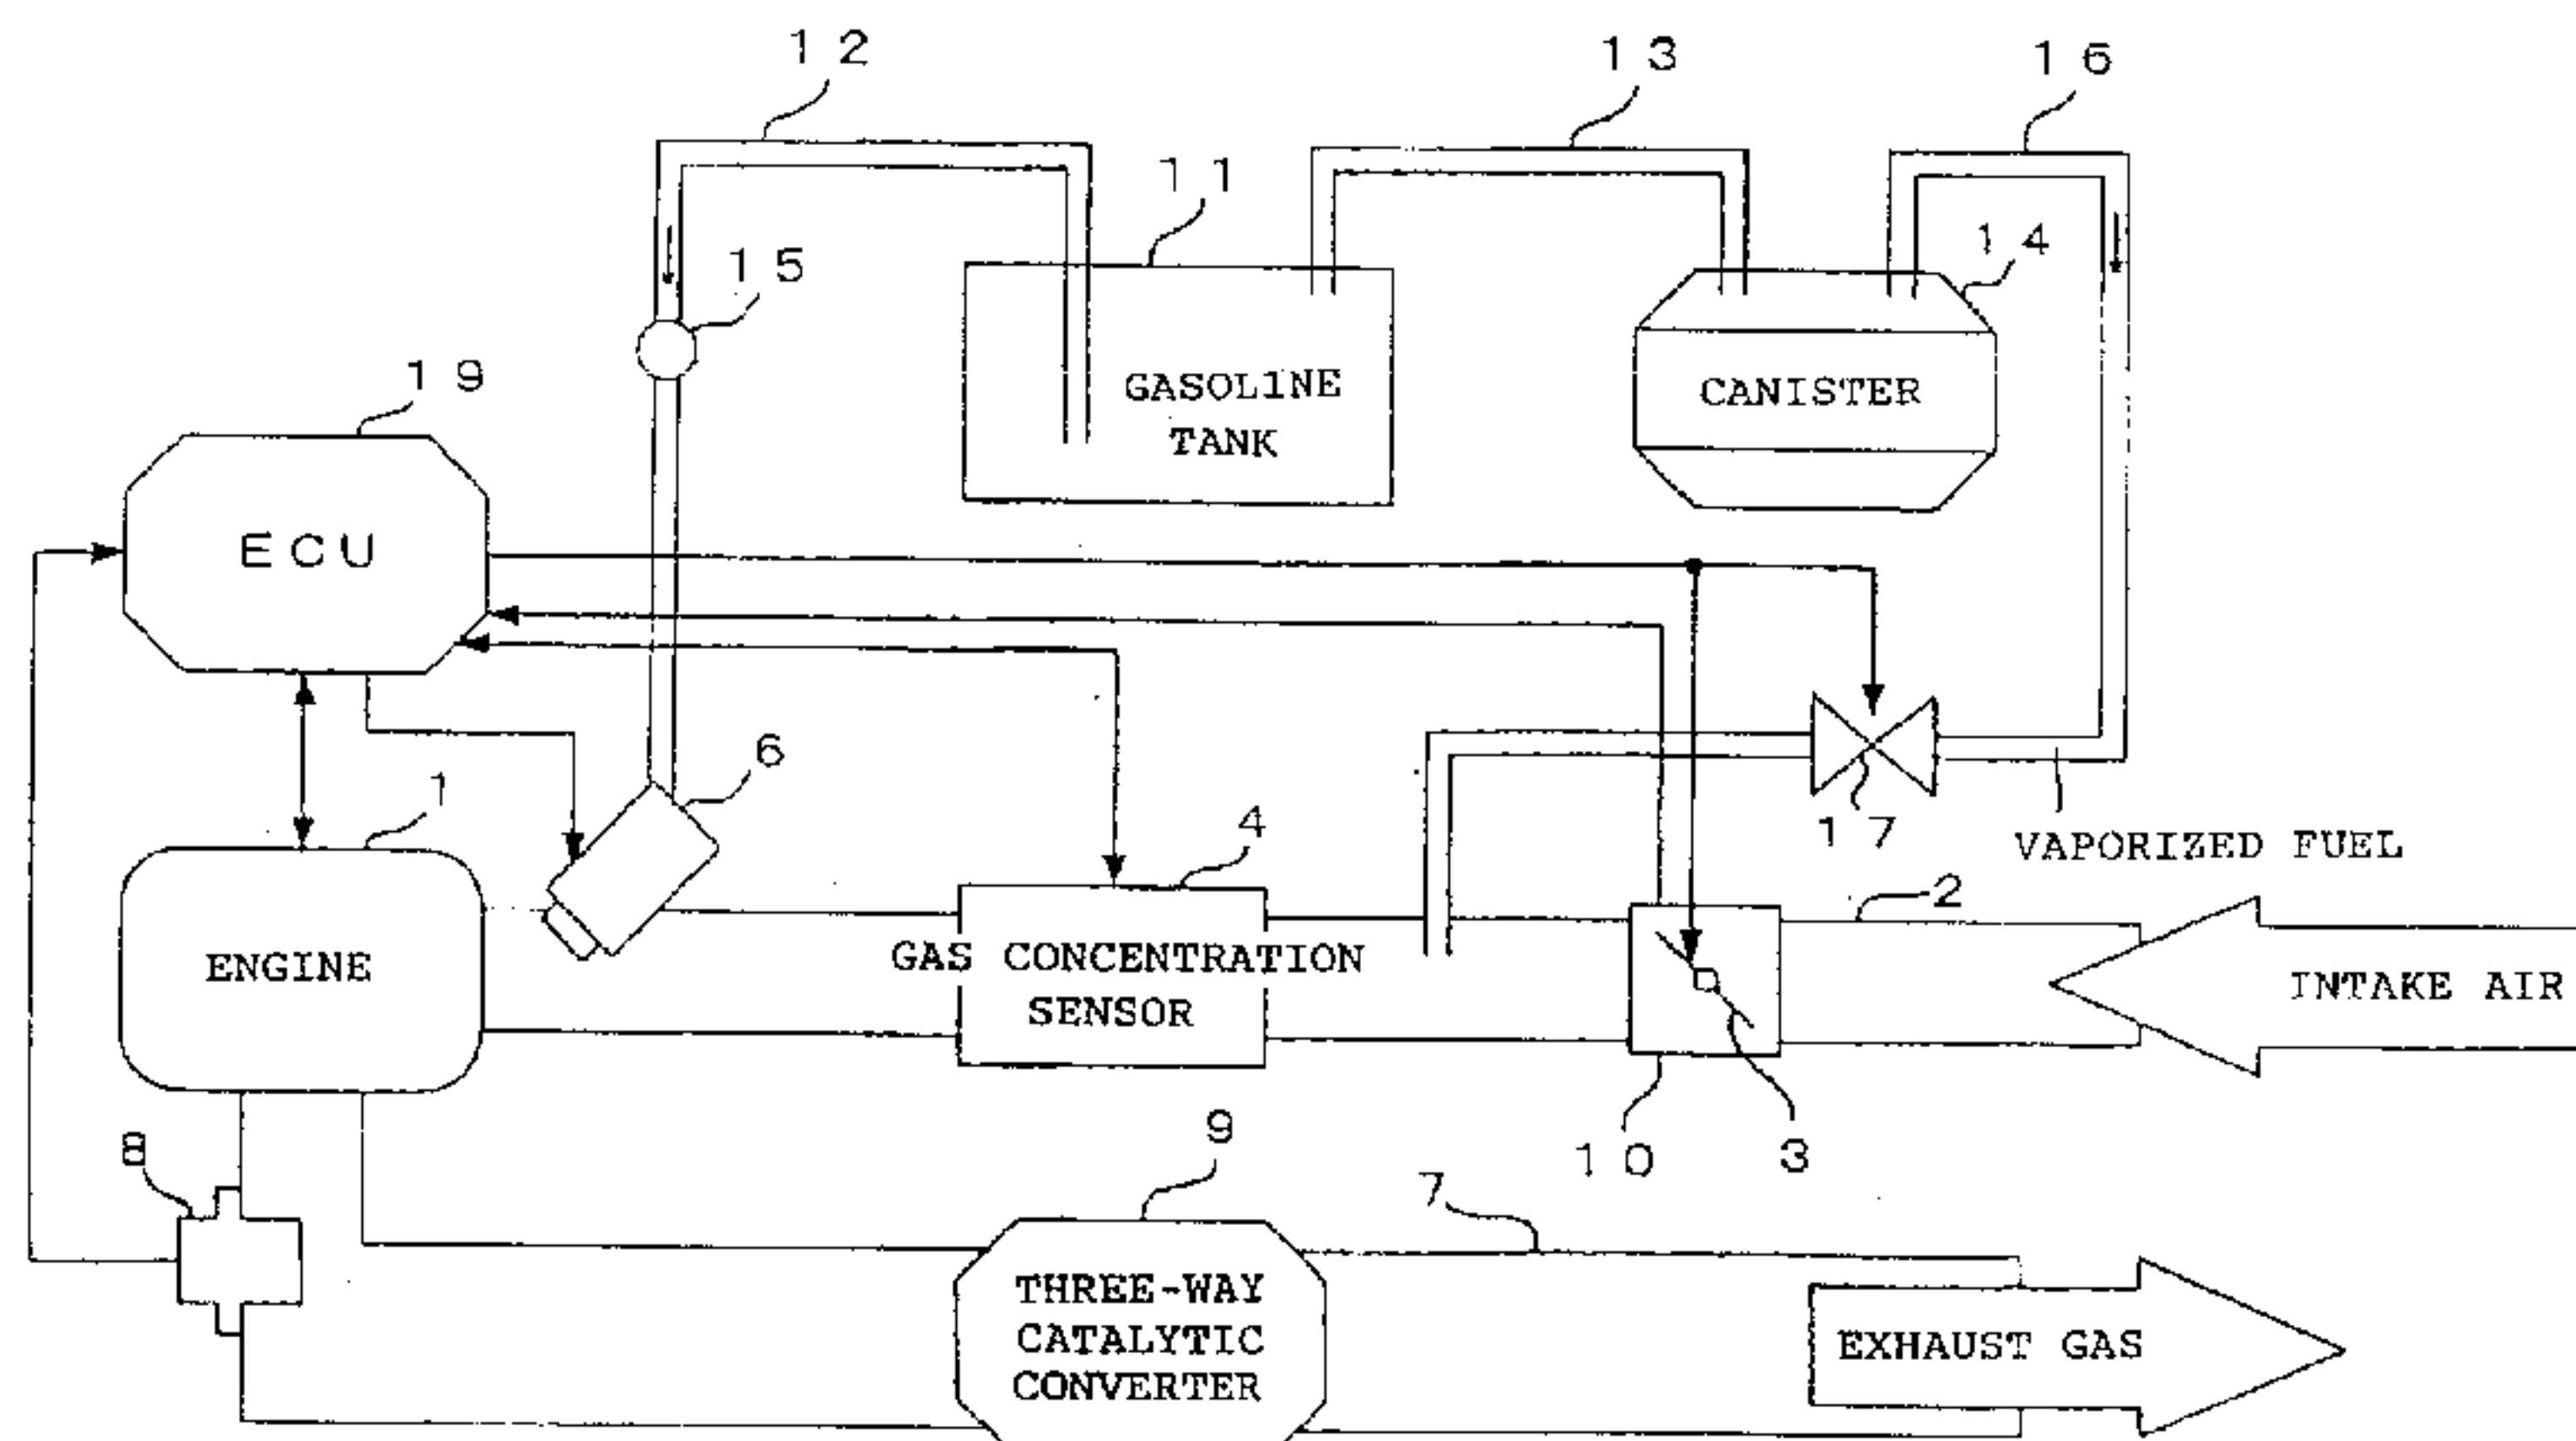 12
13
16
11
15
14
19
GASOLINE
TANK
CANISTER
ECU
6
1
4
17
VAPORIZED FUEL
2
ENGINE
GAS CONCENTRATION
SENSOR
INTAKE AIR
8
9
10
3
7
THREE-WAY
CATALYTIC
CONVERTER
EXHAUST GAS